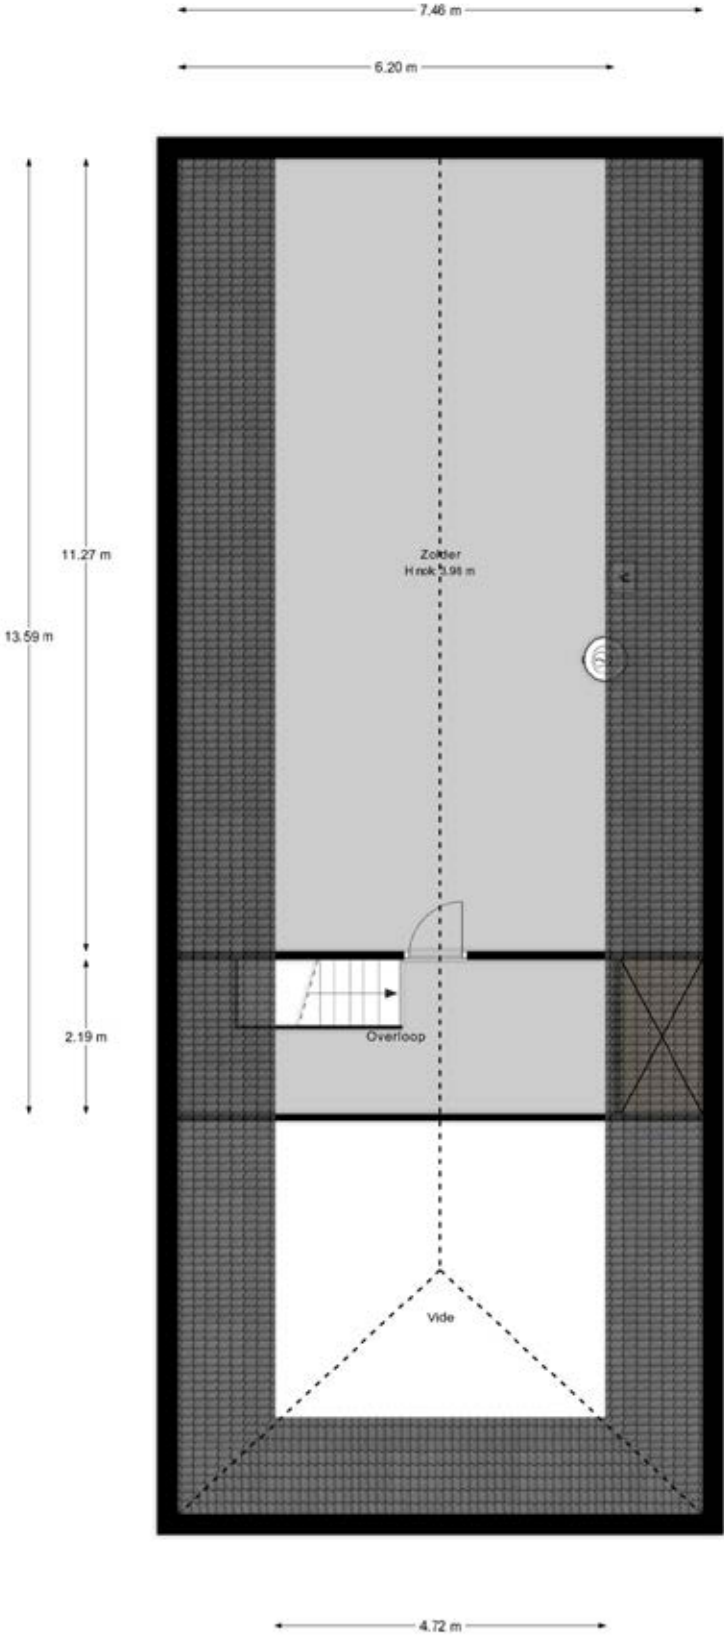 7.46 m
6.20 m
11.27 m
Zolder
H nok 3.98 m
13.59 m
2.19 m
Overloop
Vide
4.72 m